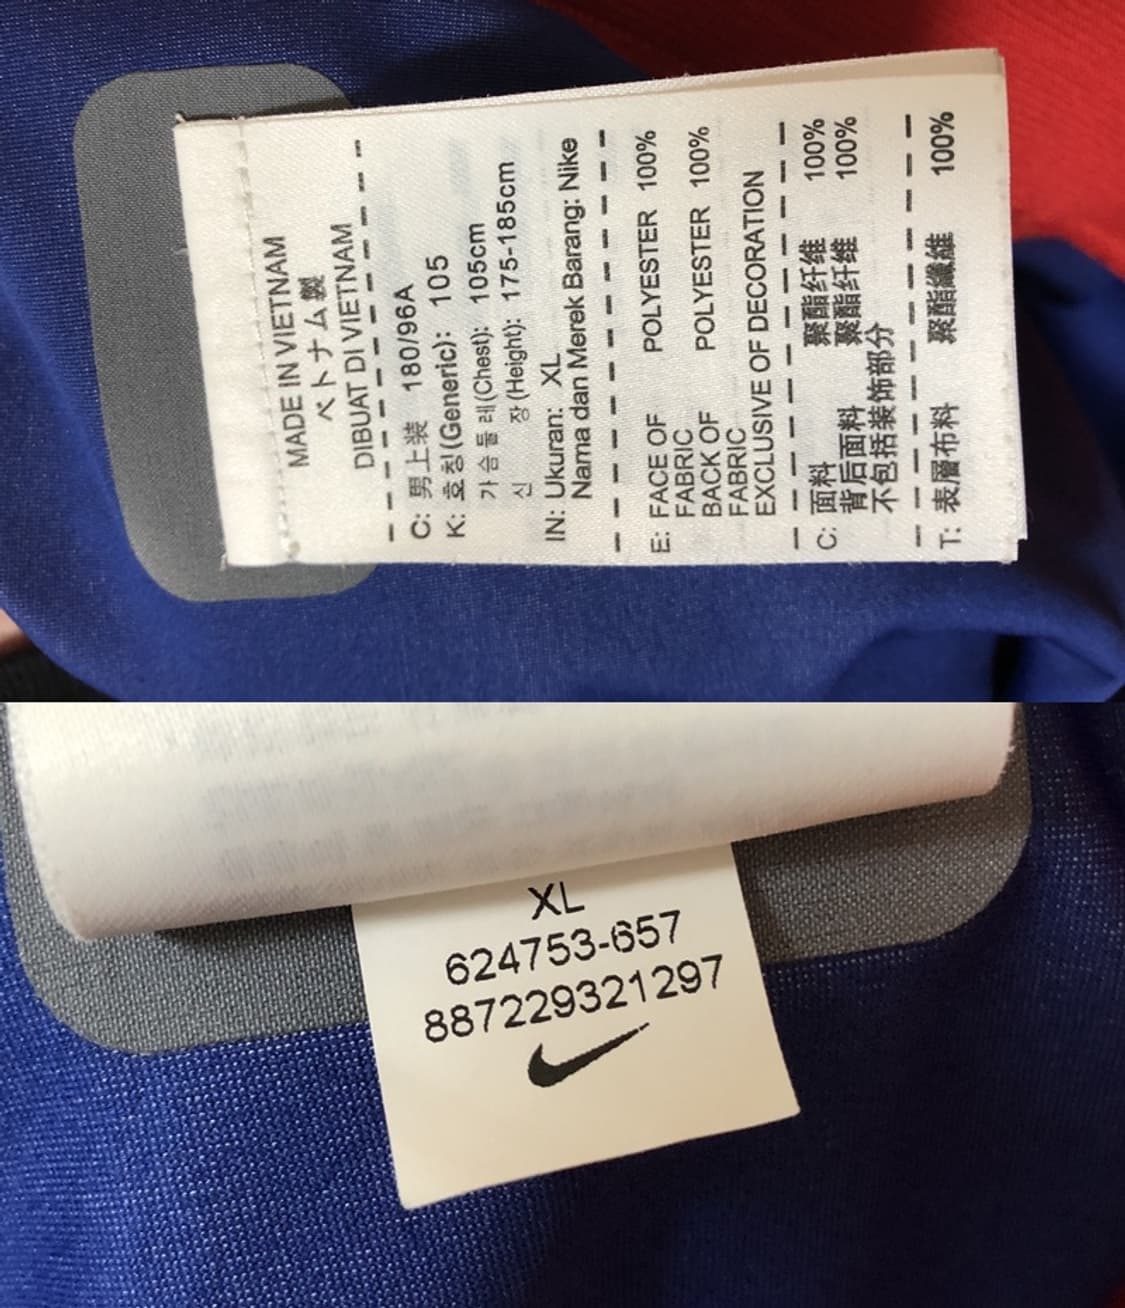 MADE IN VIETNAM
ベトナム製
DIBUAT DI VIETNAM
C: 男上装 180/96A
K: 호칭(Generic): 105
가슴둘레(Chest): 105cm
신 장(Height): 175-185cm
IN: Ukuran: XL
Nama dan Merek Barang: Nike
E: FACE OF POLYESTER 100%
FABRIC
BACK OF POLYESTER 100%
FABRIC
EXCLUSIVE OF DECORATION
C: 面料 聚酯纤维 100%
背后面料 聚酯纤维 100%
不包括装饰部分
T: 表層布料 聚酯纖維 100%
XL
624753-657
887229321297